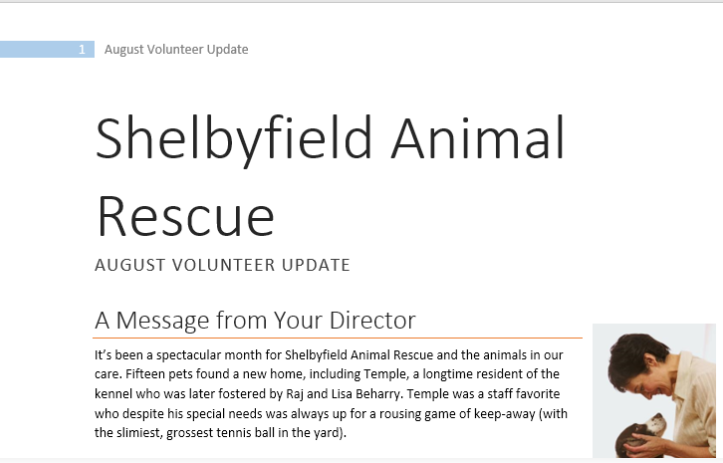 1 August Volunteer Update
Shelbyfield Animal
Rescue
AUGUST VOLUNTEER UPDATE
A Message from Your Director
It’s been a spectacular month for Shelbyfield Animal Rescue and the animals in our
care. Fifteen pets found a new home, including Temple, a longtime resident of the
kennel who was later fostered by Raj and Lisa Beharry. Temple was a staff favorite
who despite his special needs was always up for a rousing game of keep-away (with
the slimiest, grossest tennis ball in the yard).